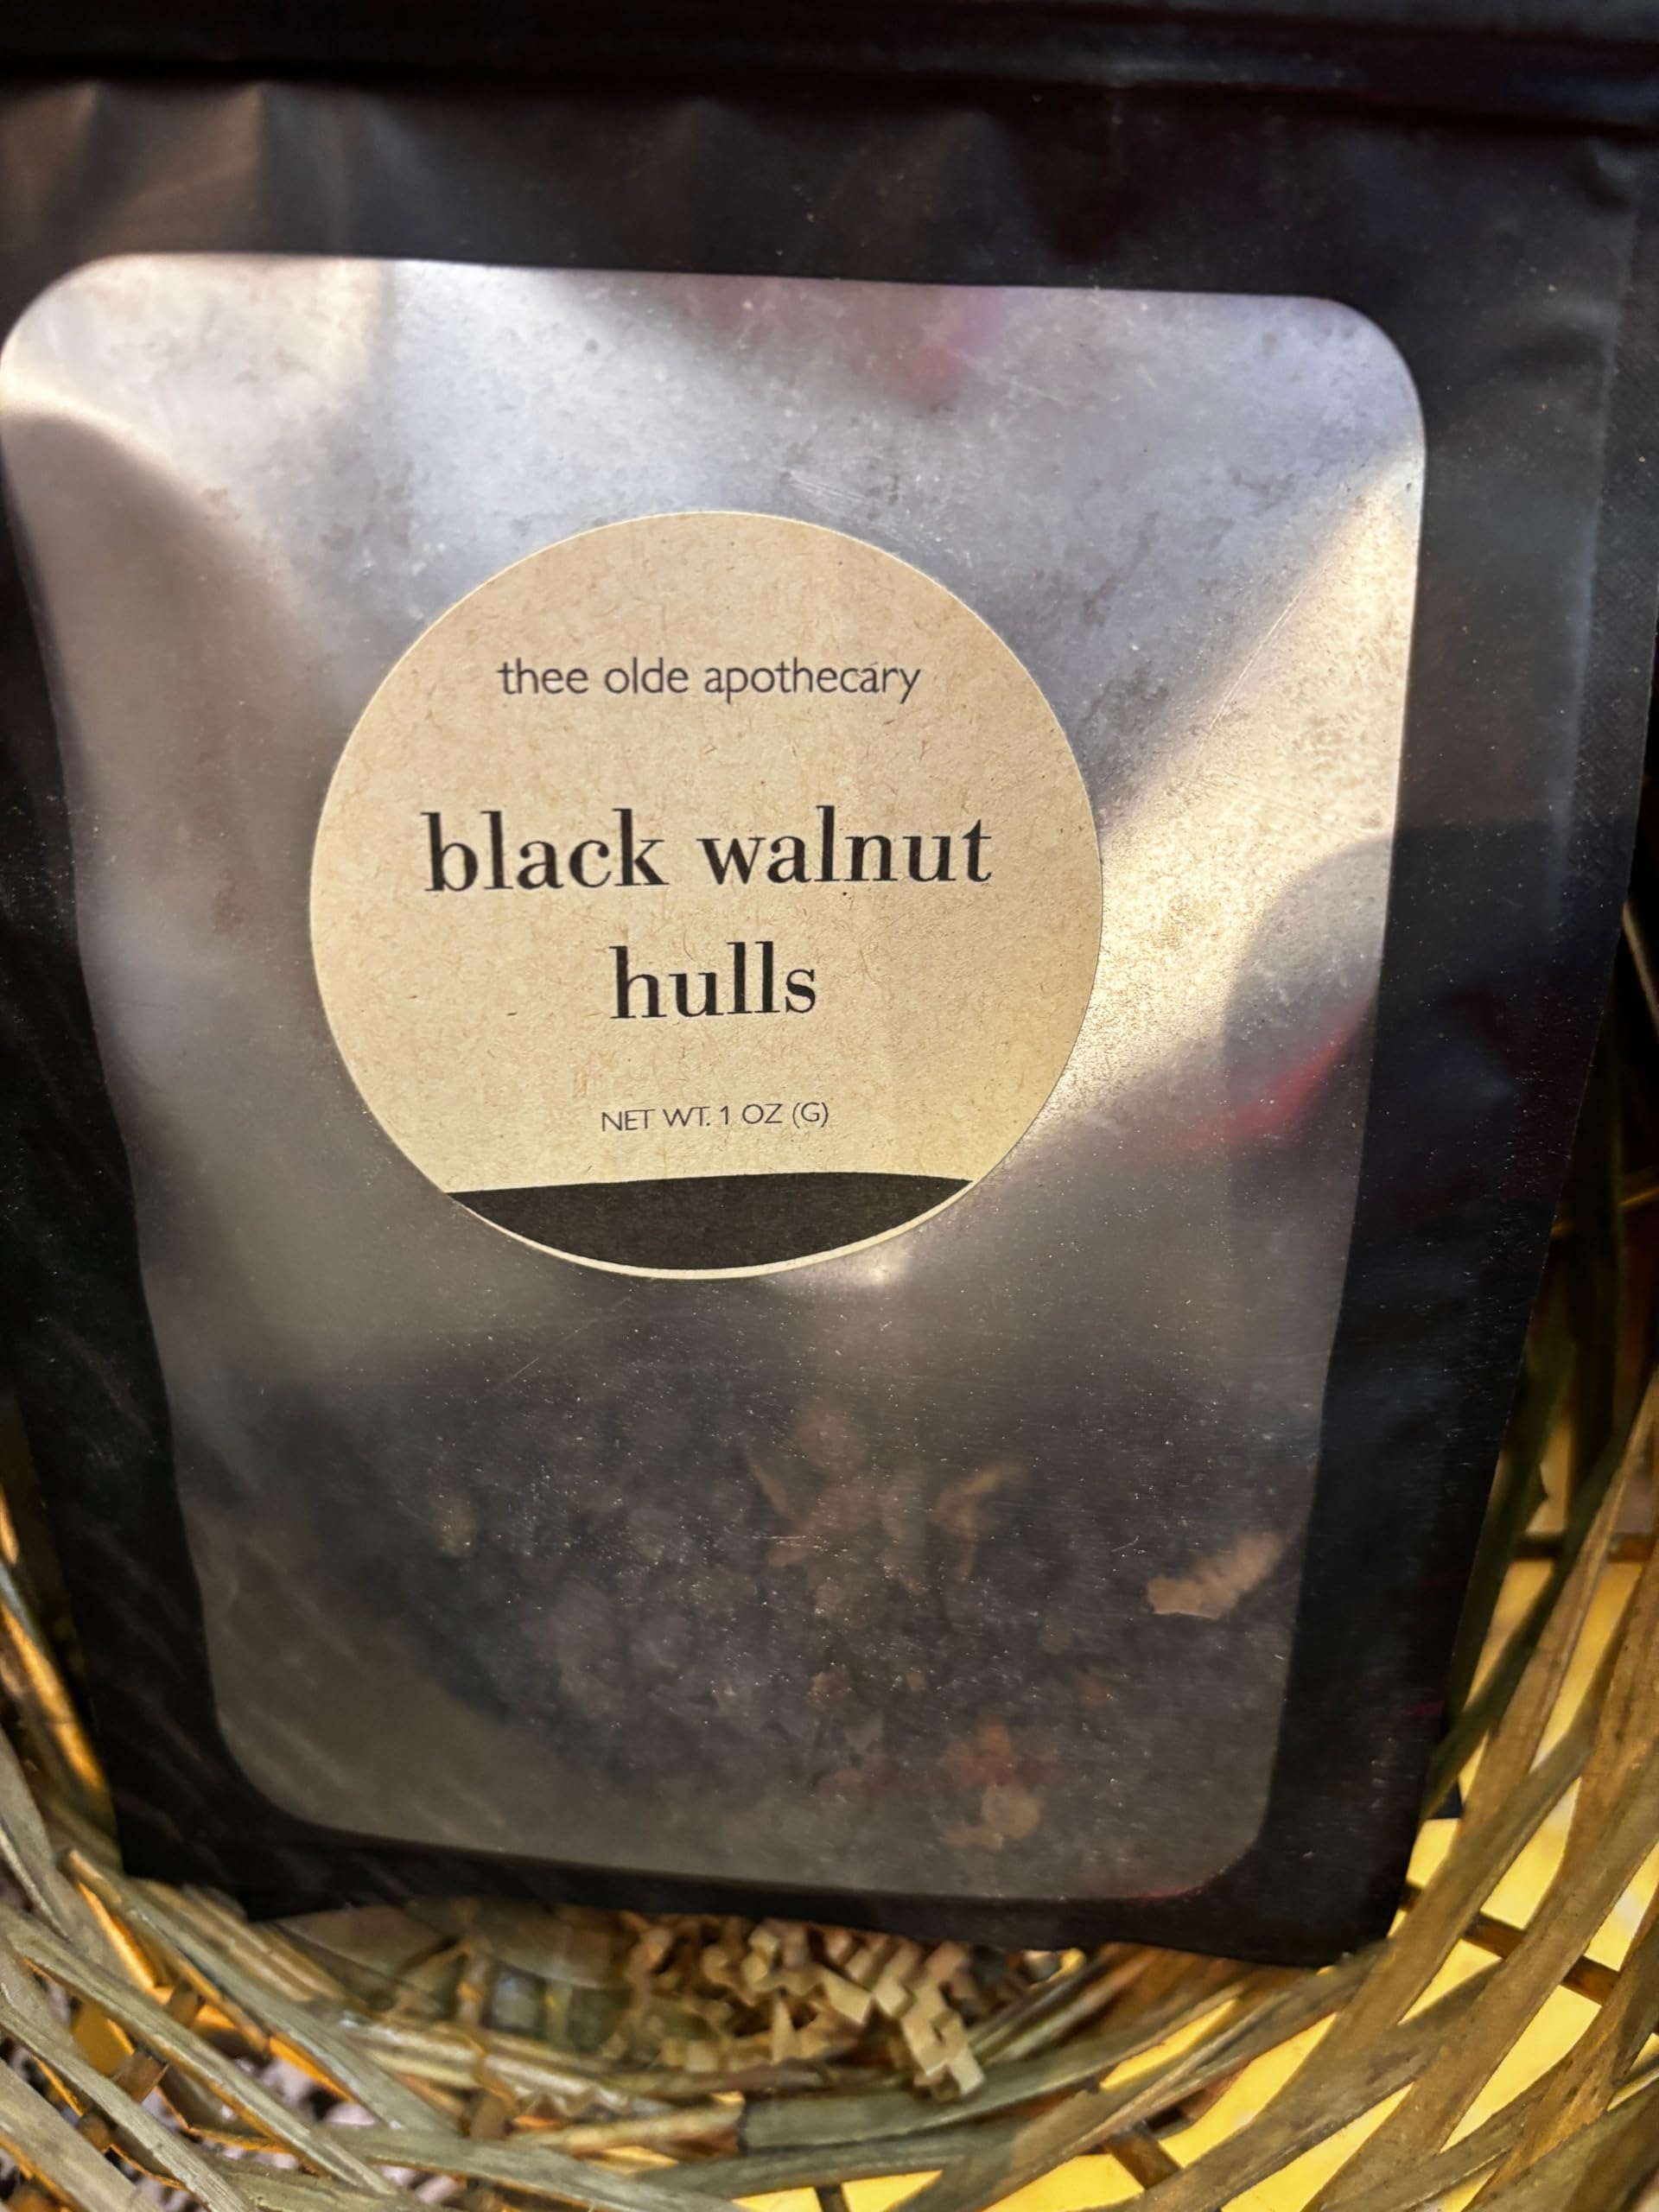 thee olde apothecary
black walnut
hulls
NET WT. 1 OZ (G)